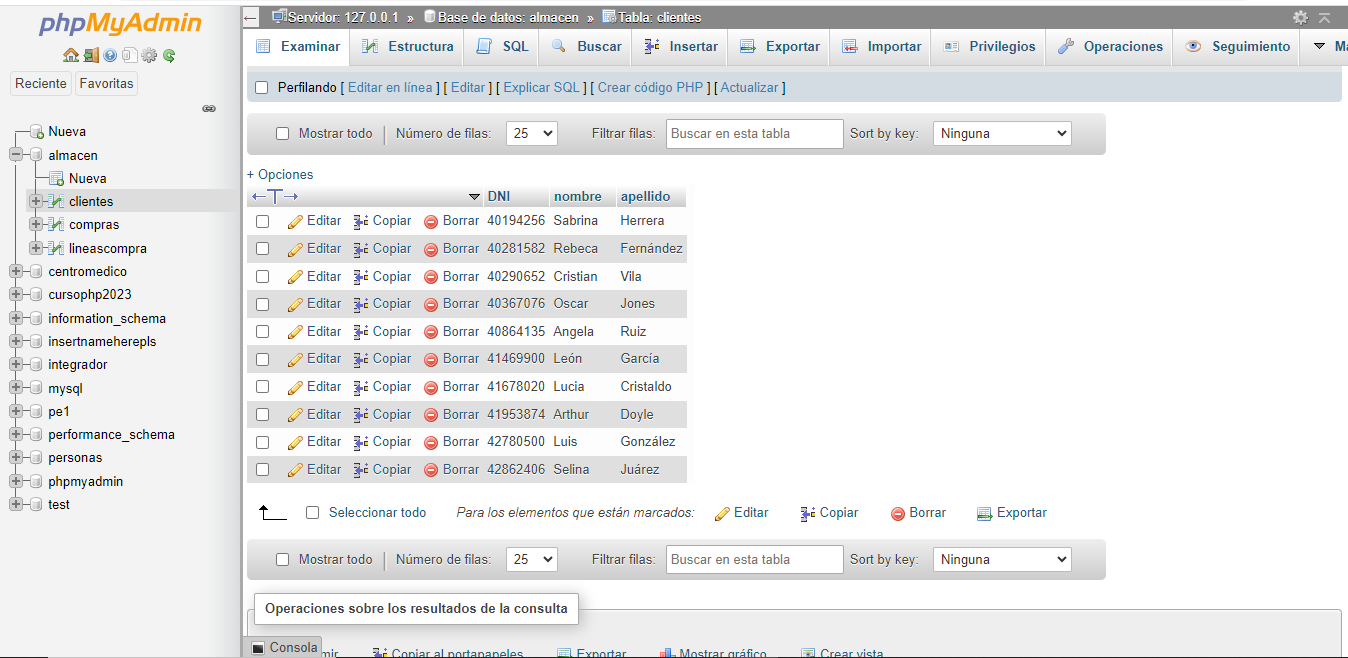 phpMyAdmin
Reciente Favoritas
Nueva
almacen
Nueva
clientes
compras
lineascompra
centromedico
cursophp2023
information_schema
insertnameherepls
integrador
mysql
pe1
performance_schema
personas
phpmyadmin
test
Servidor: 127.0.0.1 » Base de datos: almacen » Tabla: clientes
Examinar Estructura SQL Buscar Insertar Exportar Importar Privilegios Operaciones Seguimiento
Perfilando [ Editar en línea ] [ Editar ] [ Explicar SQL ] [ Crear código PHP ] [ Actualizar ]
Mostrar todo | Número de filas: 25 Filtrar filas: Buscar en esta tabla Sort by key: Ninguna
+ Opciones
←T→ DNI nombre apellido
Editar Copiar Borrar 40194256 Sabrina Herrera
Editar Copiar Borrar 40281582 Rebeca Fernández
Editar Copiar Borrar 40290652 Cristian Vila
Editar Copiar Borrar 40367076 Oscar Jones
Editar Copiar Borrar 40864135 Angela Ruiz
Editar Copiar Borrar 41469900 León García
Editar Copiar Borrar 41678020 Lucia Cristaldo
Editar Copiar Borrar 41953874 Arthur Doyle
Editar Copiar Borrar 42780500 Luis González
Editar Copiar Borrar 42862406 Selina Juárez
Seleccionar todo Para los elementos que están marcados: Editar Copiar Borrar Exportar
Mostrar todo | Número de filas: 25 Filtrar filas: Buscar en esta tabla Sort by key: Ninguna
Operaciones sobre los resultados de la consulta
Consola
Copiar al portapapeles Exportar Mostrar gráfico Crear vista